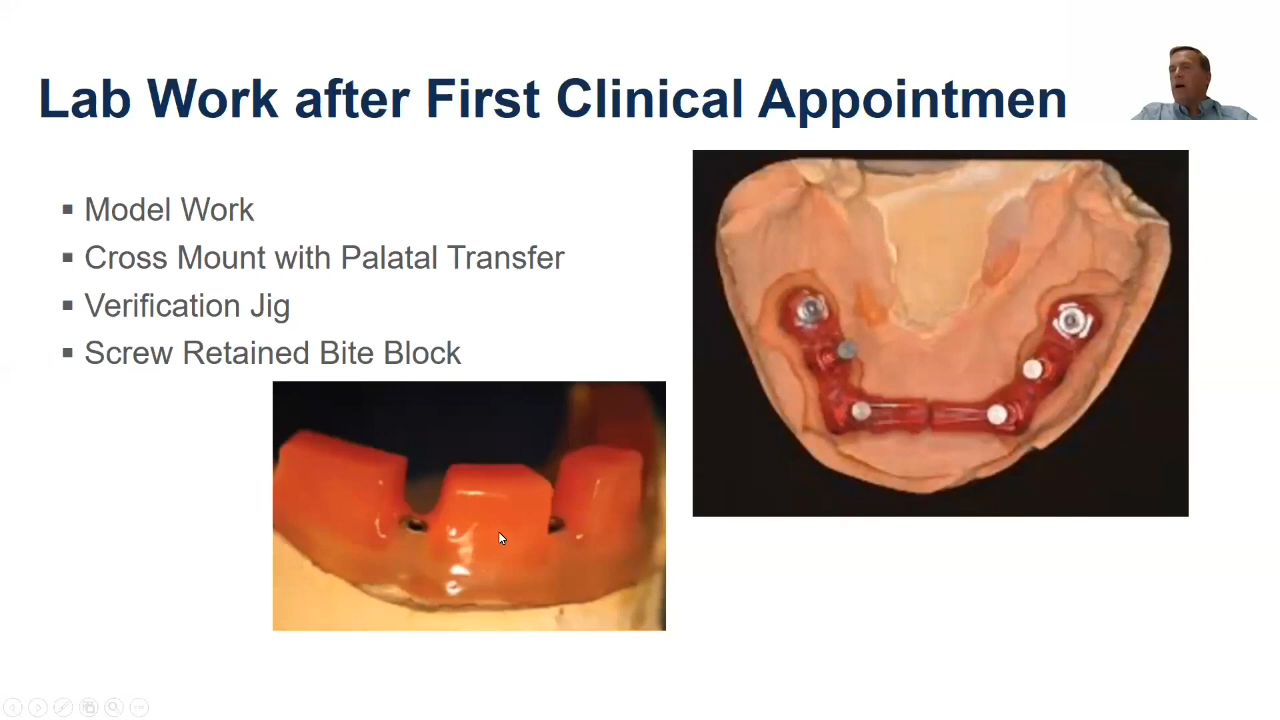 Lab Work after First Clinical Appointmen
Model Work
Cross Mount with Palatal Transfer
Verification Jig
Screw Retained Bite Block